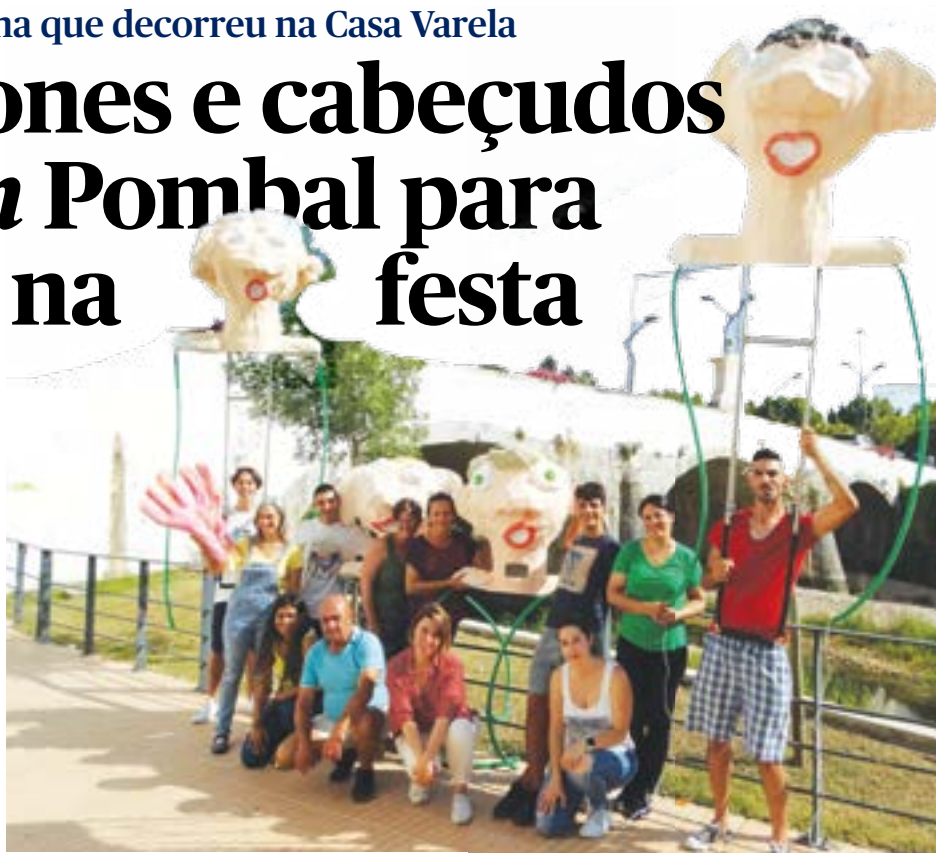 na que decorreu na Casa Varela
ones e cabeçudos
Pombal para
na festa